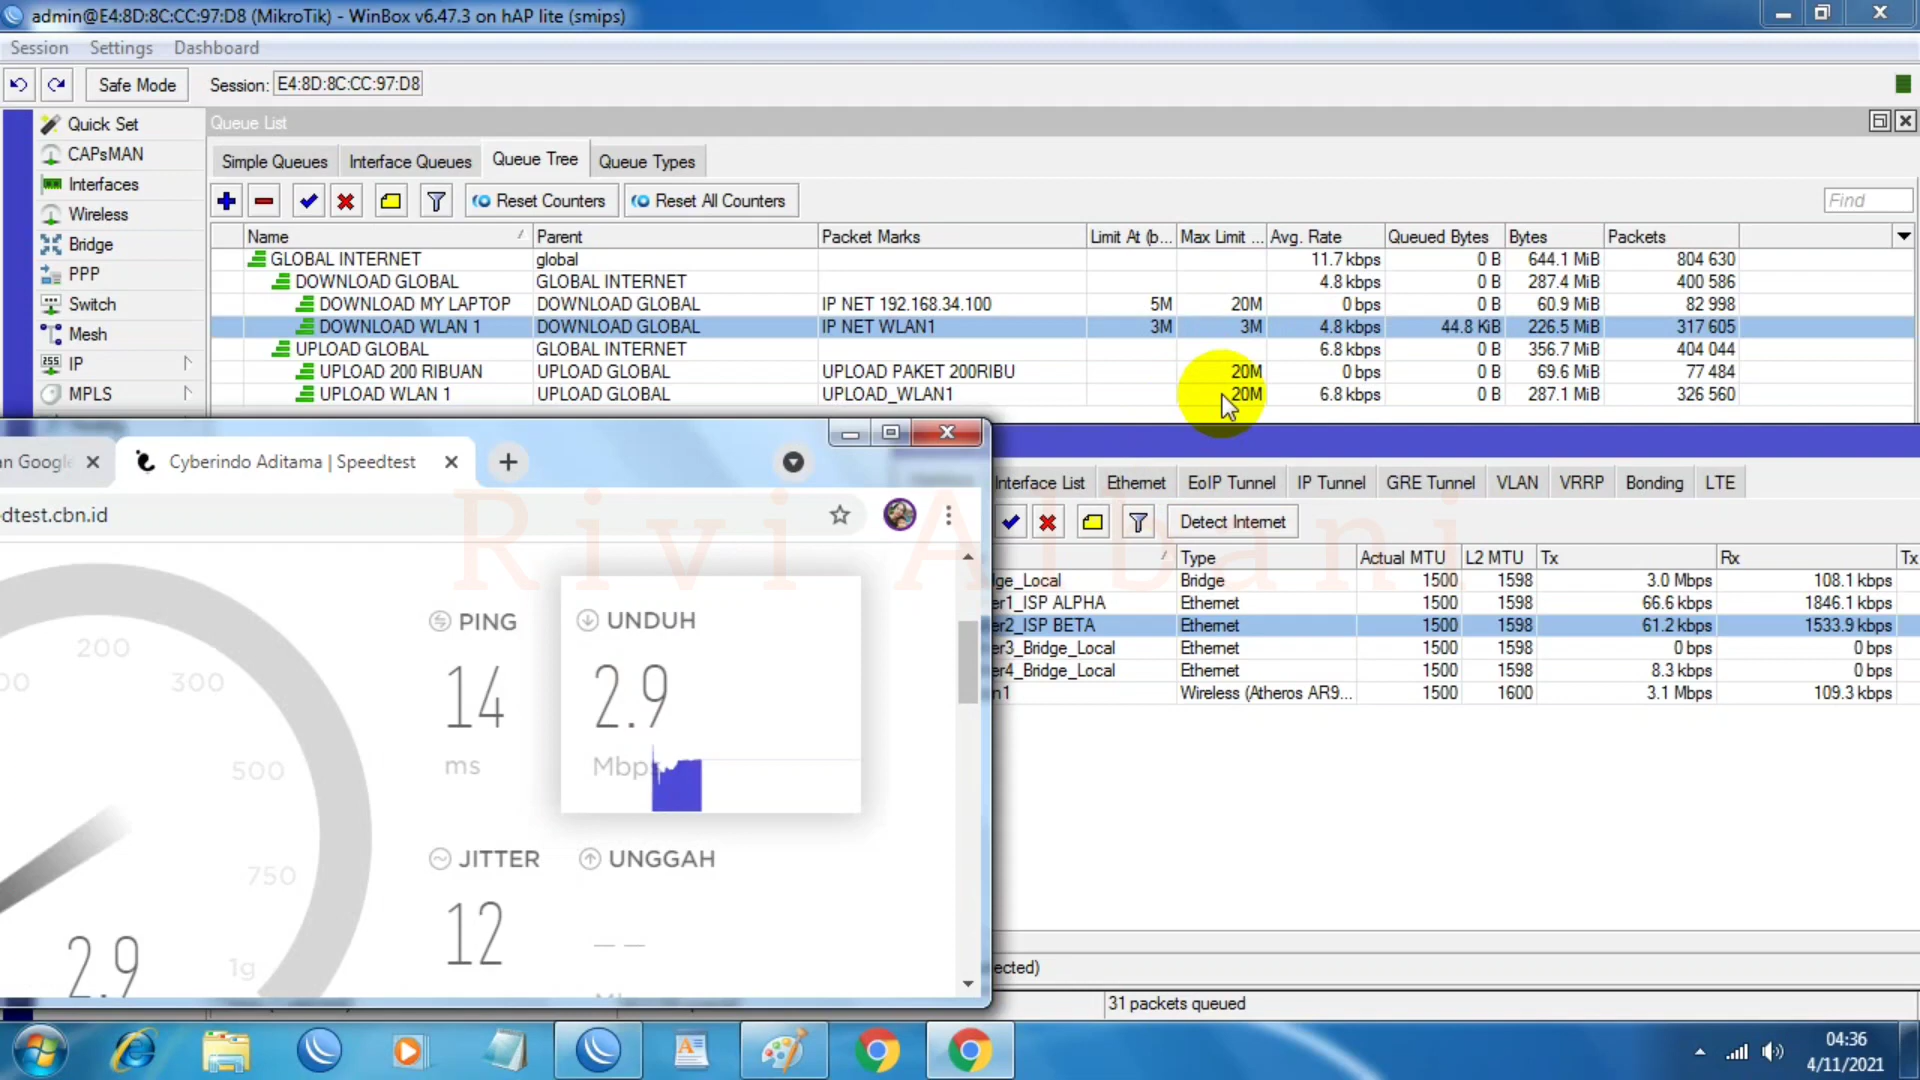 admin@E4:8D:8C:CC:97:D8 (MikroTik) - WinBox v6.47.3 on hAP lite (smips)
Session Settings Dashboard
Safe Mode Session: E4:8D:8C:CC:97:D8
Quick Set
CAPsMAN
Interfaces
Wireless
Bridge
PPP
Switch
Mesh
IP
MPLS
Queue List
Simple Queues Interface Queues Queue Tree Queue Types
Reset Counters Reset All Counters Find
Name Parent Packet Marks Limit At (b... Max Limit ... Avg. Rate Queued Bytes Bytes Packets
GLOBAL INTERNET global 11.7 kbps 0 B 644.1 MiB 804 630
DOWNLOAD GLOBAL GLOBAL INTERNET 4.8 kbps 0 B 287.4 MiB 400 586
DOWNLOAD MY LAPTOP DOWNLOAD GLOBAL IP NET 192.168.34.100 5M 20M 0 bps 0 B 60.9 MiB 82 998
DOWNLOAD WLAN 1 DOWNLOAD GLOBAL IP NET WLAN1 3M 3M 4.8 kbps 44.8 KiB 226.5 MiB 317 605
UPLOAD GLOBAL GLOBAL INTERNET 6.8 kbps 0 B 356.7 MiB 404 044
UPLOAD 200 RIBUAN UPLOAD GLOBAL UPLOAD PAKET 200RIBU 20M 0 bps 0 B 69.6 MiB 77 484
UPLOAD WLAN 1 UPLOAD GLOBAL UPLOAD_WLAN1 20M 6.8 kbps 0 B 287.1 MiB 326 560
an Google Cyberindo Aditama | Speedtest
dtest.cbn.id
200
300
500
750
1g
2.9
PING
14
ms
UNDUH
2.9
Mbps
JITTER
12
UNGGAH
– –
Rivi Albani
Interface List Ethernet EoIP Tunnel IP Tunnel GRE Tunnel VLAN VRRP Bonding LTE
Detect Internet
Type Actual MTU L2 MTU Tx Rx Tx
ge_Local Bridge 1500 1598 3.0 Mbps 108.1 kbps
er1_ISP ALPHA Ethernet 1500 1598 66.6 kbps 1846.1 kbps
er2_ISP BETA Ethernet 1500 1598 61.2 kbps 1533.9 kbps
er3_Bridge_Local Ethernet 1500 1598 0 bps 0 bps
er4_Bridge_Local Ethernet 1500 1598 8.3 kbps 0 bps
n1 Wireless (Atheros AR9... 1500 1600 3.1 Mbps 109.3 kbps
ected)
31 packets queued
04:36
4/11/2021